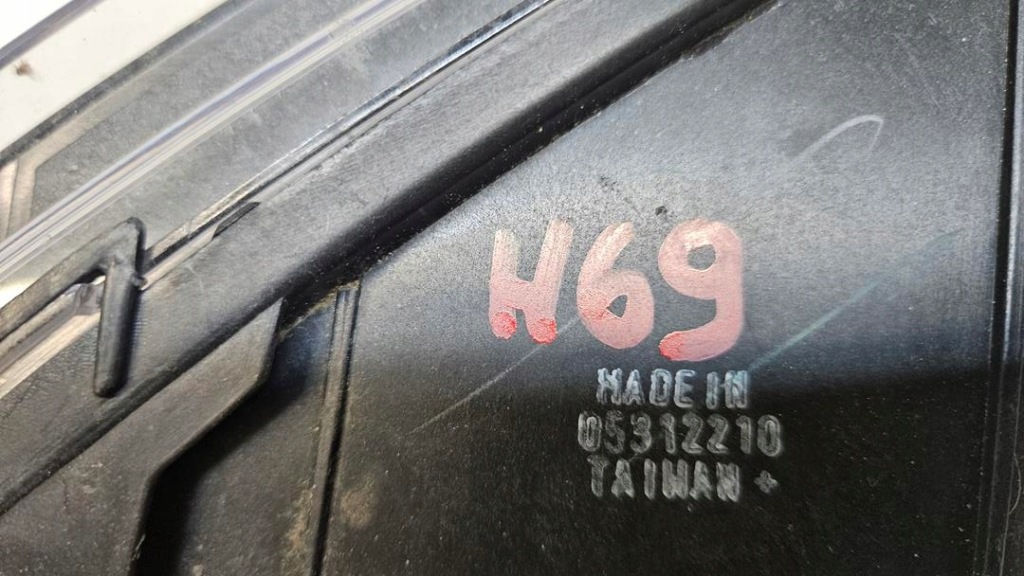 H69
MADE IN
05312210
TAIWAN +